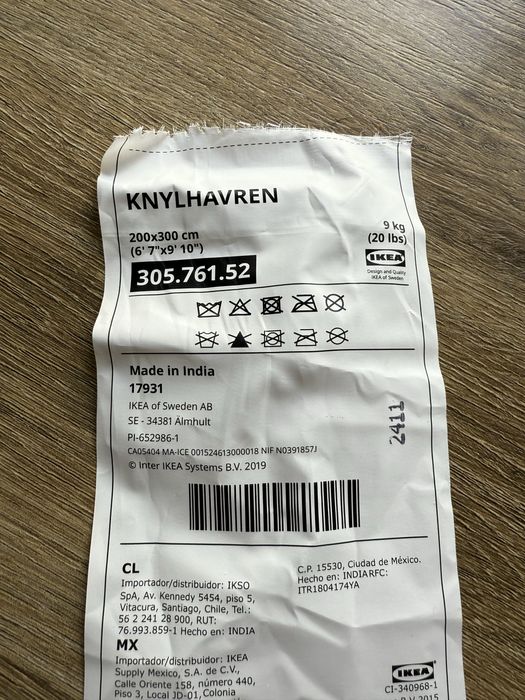 KNYLHAVREN
200x300 cm
(6' 7"x9' 10")
9 kg
(20 lbs)
305.761.52
IKEA
Design and Quality
IKEA of Sweden
Made in India
17931
IKEA of Sweden AB
SE - 34381 Älmhult
PI-652986-1
CA05404 MA-ICE 001524613000018 NIF N0391857J
© Inter IKEA Systems B.V. 2019
2411
CL
Importador/distribuidor: IKSO
SpA, Av. Kennedy 5454, piso 5,
Vitacura, Santiago, Chile, Tel.:
56 2 241 28 900, RUT:
76.993.859-1 Hecho en: INDIA
MX
Importador/distribuidor: IKEA
Supply Mexico, S.A. de C.V.,
Calle Oriente 158, número 440,
Piso 3, Local JD-01, Colonia
C.P. 15530, Ciudad de México.
Hecho en: INDIARFC:
ITR1804174YA
IKEA
CI-340968-1
B.V. 2015